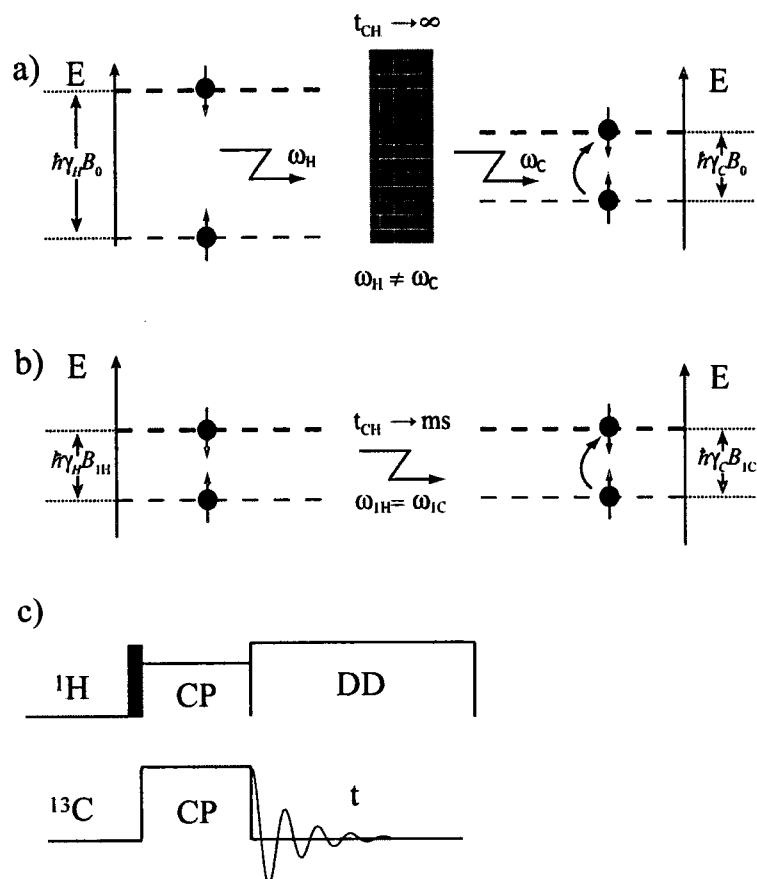 t_CH → ∞
a) E E
ħγ_H B_0 ω_H ω_C ħγ_C B_0
ω_H ≠ ω_C
b) E E
t_CH → ms
ħγ_H B_1H ħγ_C B_1C
ω_1H = ω_1C
c)
¹H CP DD
¹³C CP t